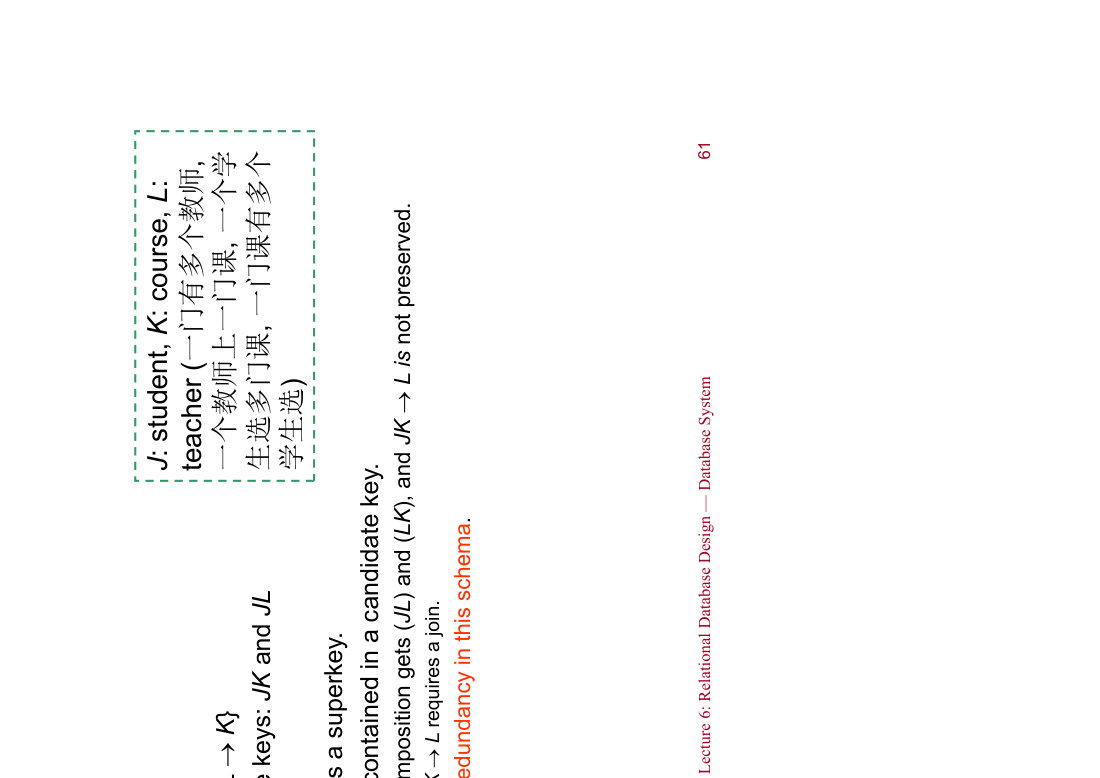 J: student, K: course, L:
teacher (一门有多个教师,
一个教师上一门课, 一个学
生选多门课, 一门课有多个
学生选)
→ K}
keys: JK and JL
s a superkey.
contained in a candidate key.
mposition gets (JL) and (LK), and JK → L is not preserved.
K → L requires a join.
edundancy in this schema.
Lecture 6: Relational Database Design — Database System
61